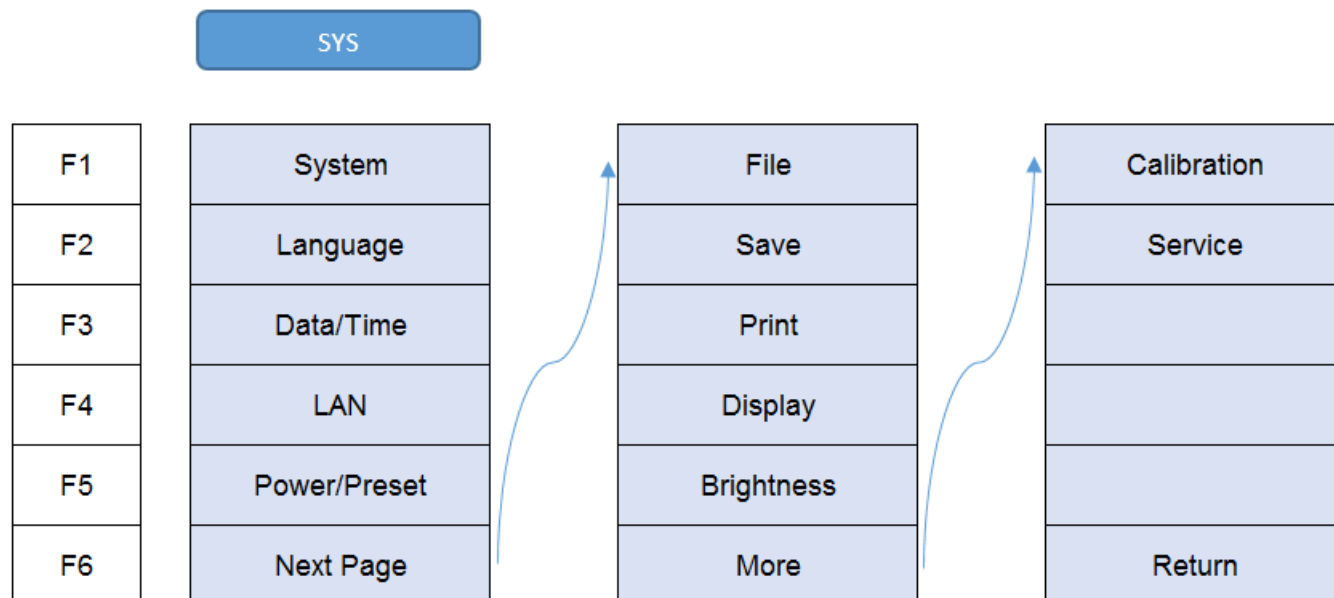 SYS
F1 System File Calibration
F2 Language Save Service
F3 Data/Time Print
F4 LAN Display
F5 Power/Preset Brightness
F6 Next Page More Return